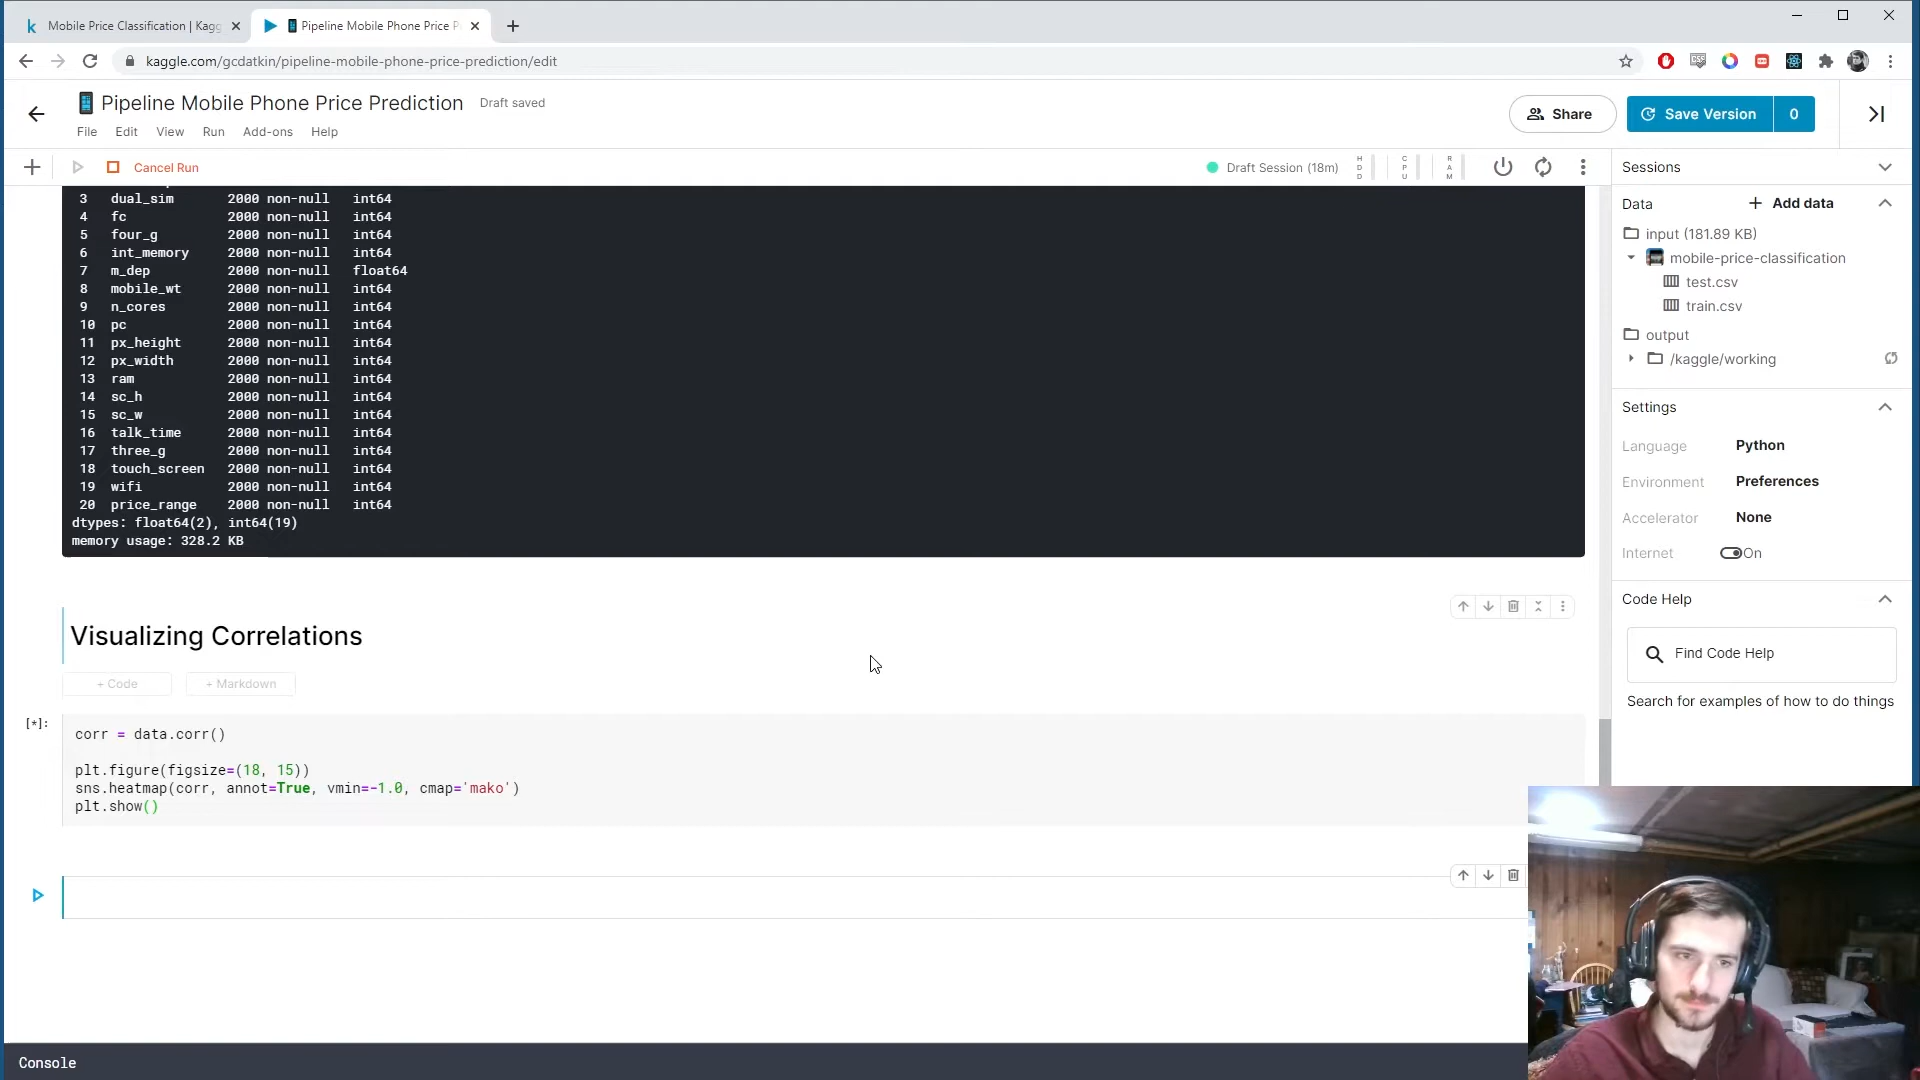 Mobile Price Classification | Kagg
Pipeline Mobile Phone Price P
kaggle.com/gcdatkin/pipeline-mobile-phone-price-prediction/edit
Pipeline Mobile Phone Price Prediction
Draft saved
File Edit View Run Add-ons Help
Share
Save Version
0
Cancel Run
Draft Session (18m)
HDD
CPU
RAM
3 dual_sim 2000 non-null int64
4 fc 2000 non-null int64
5 four_g 2000 non-null int64
6 int_memory 2000 non-null int64
7 m_dep 2000 non-null float64
8 mobile_wt 2000 non-null int64
9 n_cores 2000 non-null int64
10 pc 2000 non-null int64
11 px_height 2000 non-null int64
12 px_width 2000 non-null int64
13 ram 2000 non-null int64
14 sc_h 2000 non-null int64
15 sc_w 2000 non-null int64
16 talk_time 2000 non-null int64
17 three_g 2000 non-null int64
18 touch_screen 2000 non-null int64
19 wifi 2000 non-null int64
20 price_range 2000 non-null int64
dtypes: float64(2), int64(19)
memory usage: 328.2 KB
Visualizing Correlations
+ Code
+ Markdown
[*]:
corr = data.corr()
plt.figure(figsize=(18, 15))
sns.heatmap(corr, annot=True, vmin=-1.0, cmap='mako')
plt.show()
Console
Sessions
Data
+ Add data
input (181.89 KB)
mobile-price-classification
test.csv
train.csv
output
/kaggle/working
Settings
Language Python
Environment Preferences
Accelerator None
Internet On
Code Help
Find Code Help
Search for examples of how to do things